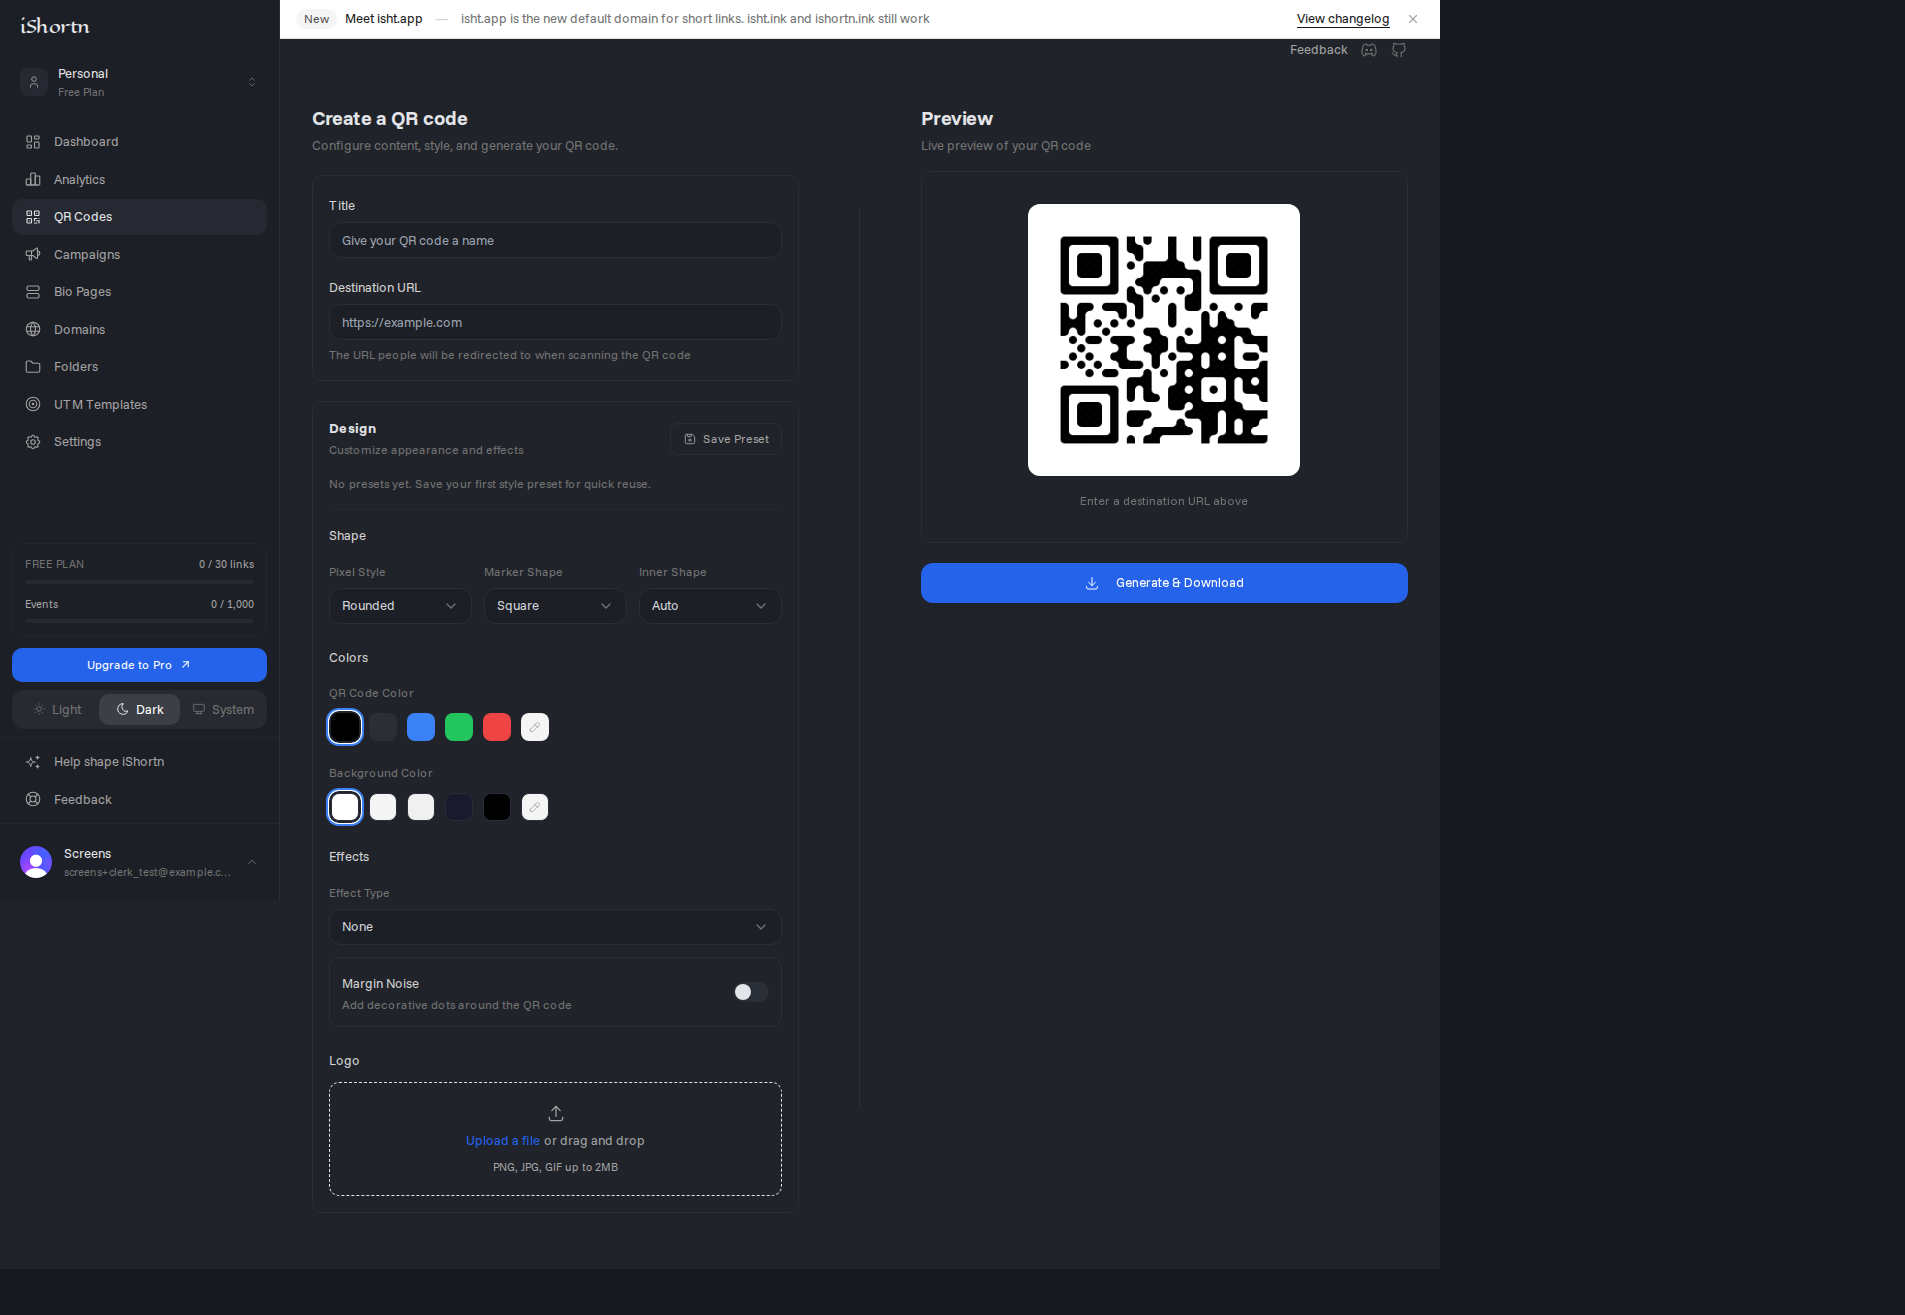 iShortn
Personal
Free Plan
Dashboard
Analytics
QR Codes
Campaigns
Bio Pages
Domains
Folders
UTM Templates
Settings
FREE PLAN 0 / 30 links
Events 0 / 1,000
Upgrade to Pro
Light Dark System
Help shape iShortn
Feedback
Screens
screens+clerk_test@example.c...
New Meet isht.app — isht.app is the new default domain for short links. isht.ink and ishortn.ink still work View changelog
Feedback
Create a QR code
Configure content, style, and generate your QR code.
Title
Give your QR code a name
Destination URL
https://example.com
The URL people will be redirected to when scanning the QR code
Design
Customize appearance and effects
Save Preset
No presets yet. Save your first style preset for quick reuse.
Shape
Pixel Style Marker Shape Inner Shape
Rounded Square Auto
Colors
QR Code Color
Background Color
Effects
Effect Type
None
Margin Noise
Add decorative dots around the QR code
Logo
Upload a file or drag and drop
PNG, JPG, GIF up to 2MB
Preview
Live preview of your QR code
Enter a destination URL above
Generate & Download